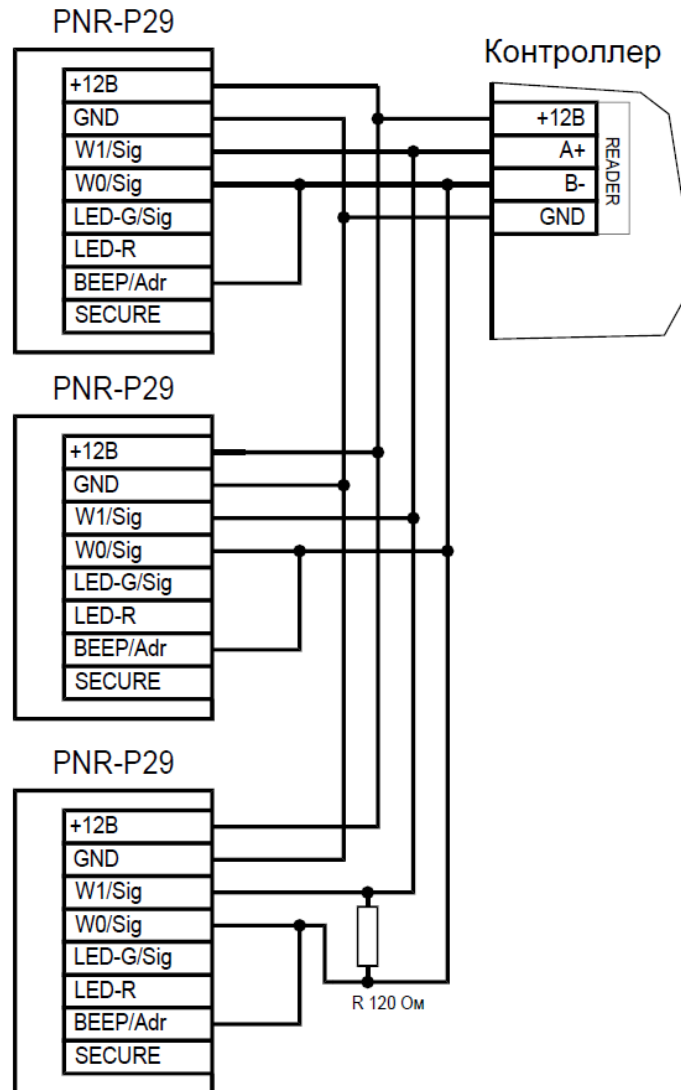 PNR-P29
+12В
GND
W1/Sig
W0/Sig
LED-G/Sig
LED-R
BEEP/Adr
SECURE
Контроллер
+12В
A+
B-
GND
READER
PNR-P29
+12В
GND
W1/Sig
W0/Sig
LED-G/Sig
LED-R
BEEP/Adr
SECURE
PNR-P29
+12В
GND
W1/Sig
W0/Sig
LED-G/Sig
LED-R
BEEP/Adr
SECURE
R 120 Ом